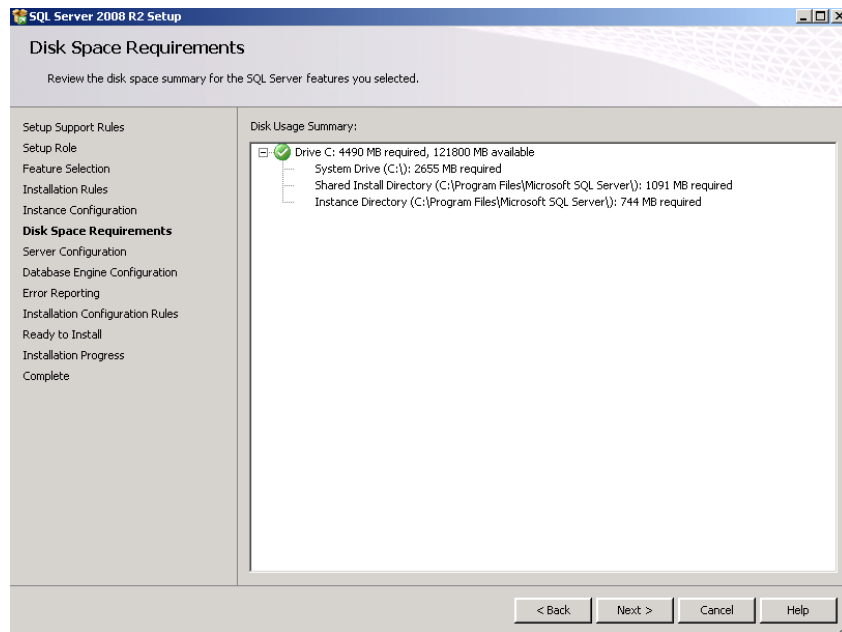 SQL Server 2008 R2 Setup
Disk Space Requirements
Review the disk space summary for the SQL Server features you selected.
Setup Support Rules
Setup Role
Feature Selection
Installation Rules
Instance Configuration
Disk Space Requirements
Server Configuration
Database Engine Configuration
Error Reporting
Installation Configuration Rules
Ready to Install
Installation Progress
Complete
Disk Usage Summary:
Drive C: 4490 MB required, 121800 MB available
System Drive (C:\): 2655 MB required
Shared Install Directory (C:\Program Files\Microsoft SQL Server\): 1091 MB required
Instance Directory (C:\Program Files\Microsoft SQL Server\): 744 MB required
< Back
Next >
Cancel
Help